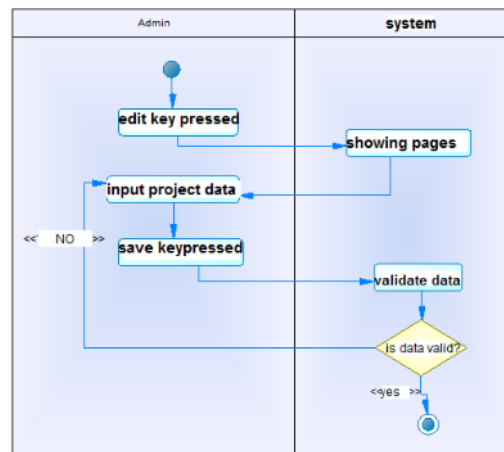 Admin
system
edit key pressed
showing pages
input project data
<< NO >>
save keypressed
validate data
is data valid?
<<yes >>